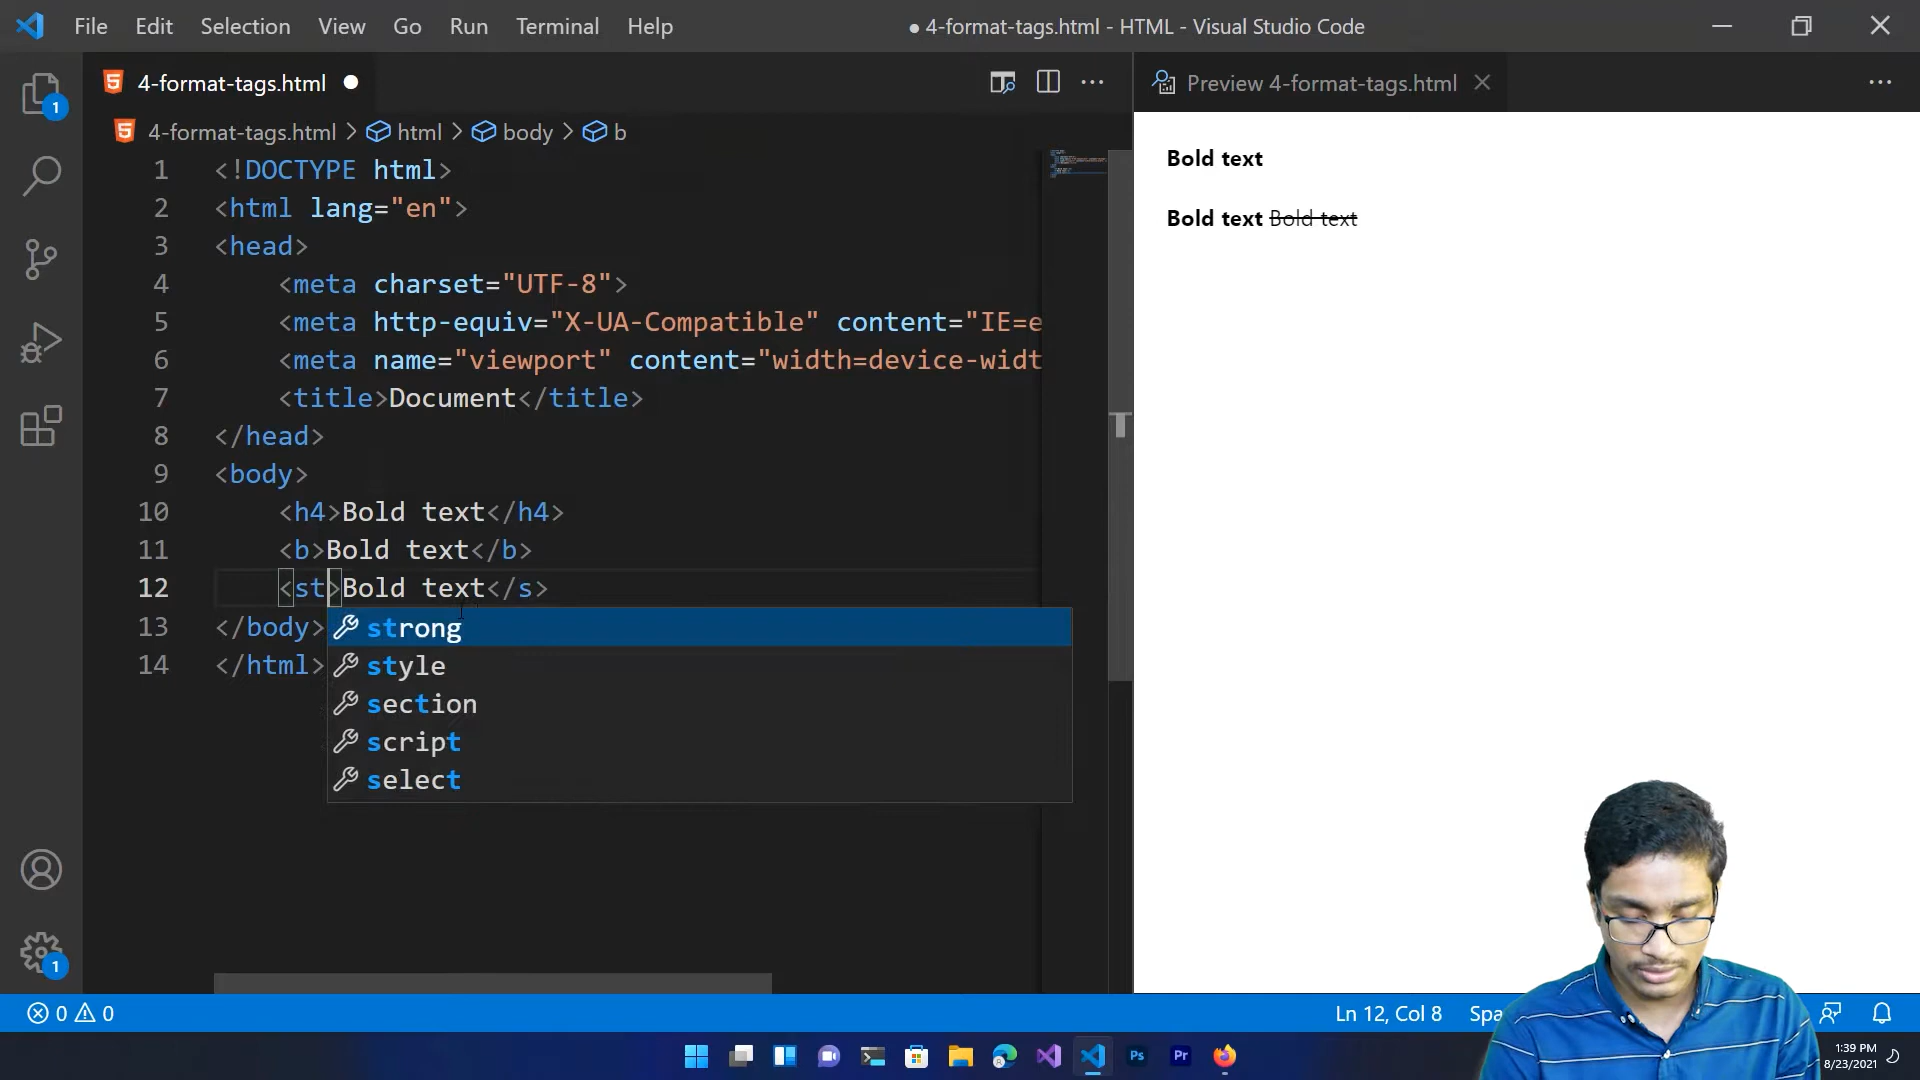 File Edit Selection View Go Run Terminal Help
● 4-format-tags.html - HTML - Visual Studio Code
4-format-tags.html ●
Preview 4-format-tags.html
4-format-tags.html > html > body > b
1 <!DOCTYPE html>
2 <html lang="en">
3 <head>
4 <meta charset="UTF-8">
5 <meta http-equiv="X-UA-Compatible" content="IE=e
6 <meta name="viewport" content="width=device-widt
7 <title>Document</title>
8 </head>
9 <body>
10 <h4>Bold text</h4>
11 <b>Bold text</b>
12 <st>Bold text</s>
13 </body>
14 </html>
strong
style
section
script
select
Bold text
Bold text Bold text
1
1
0 0
Ln 12, Col 8 Spa
Ps Pr
1:39 PM
8/23/2021